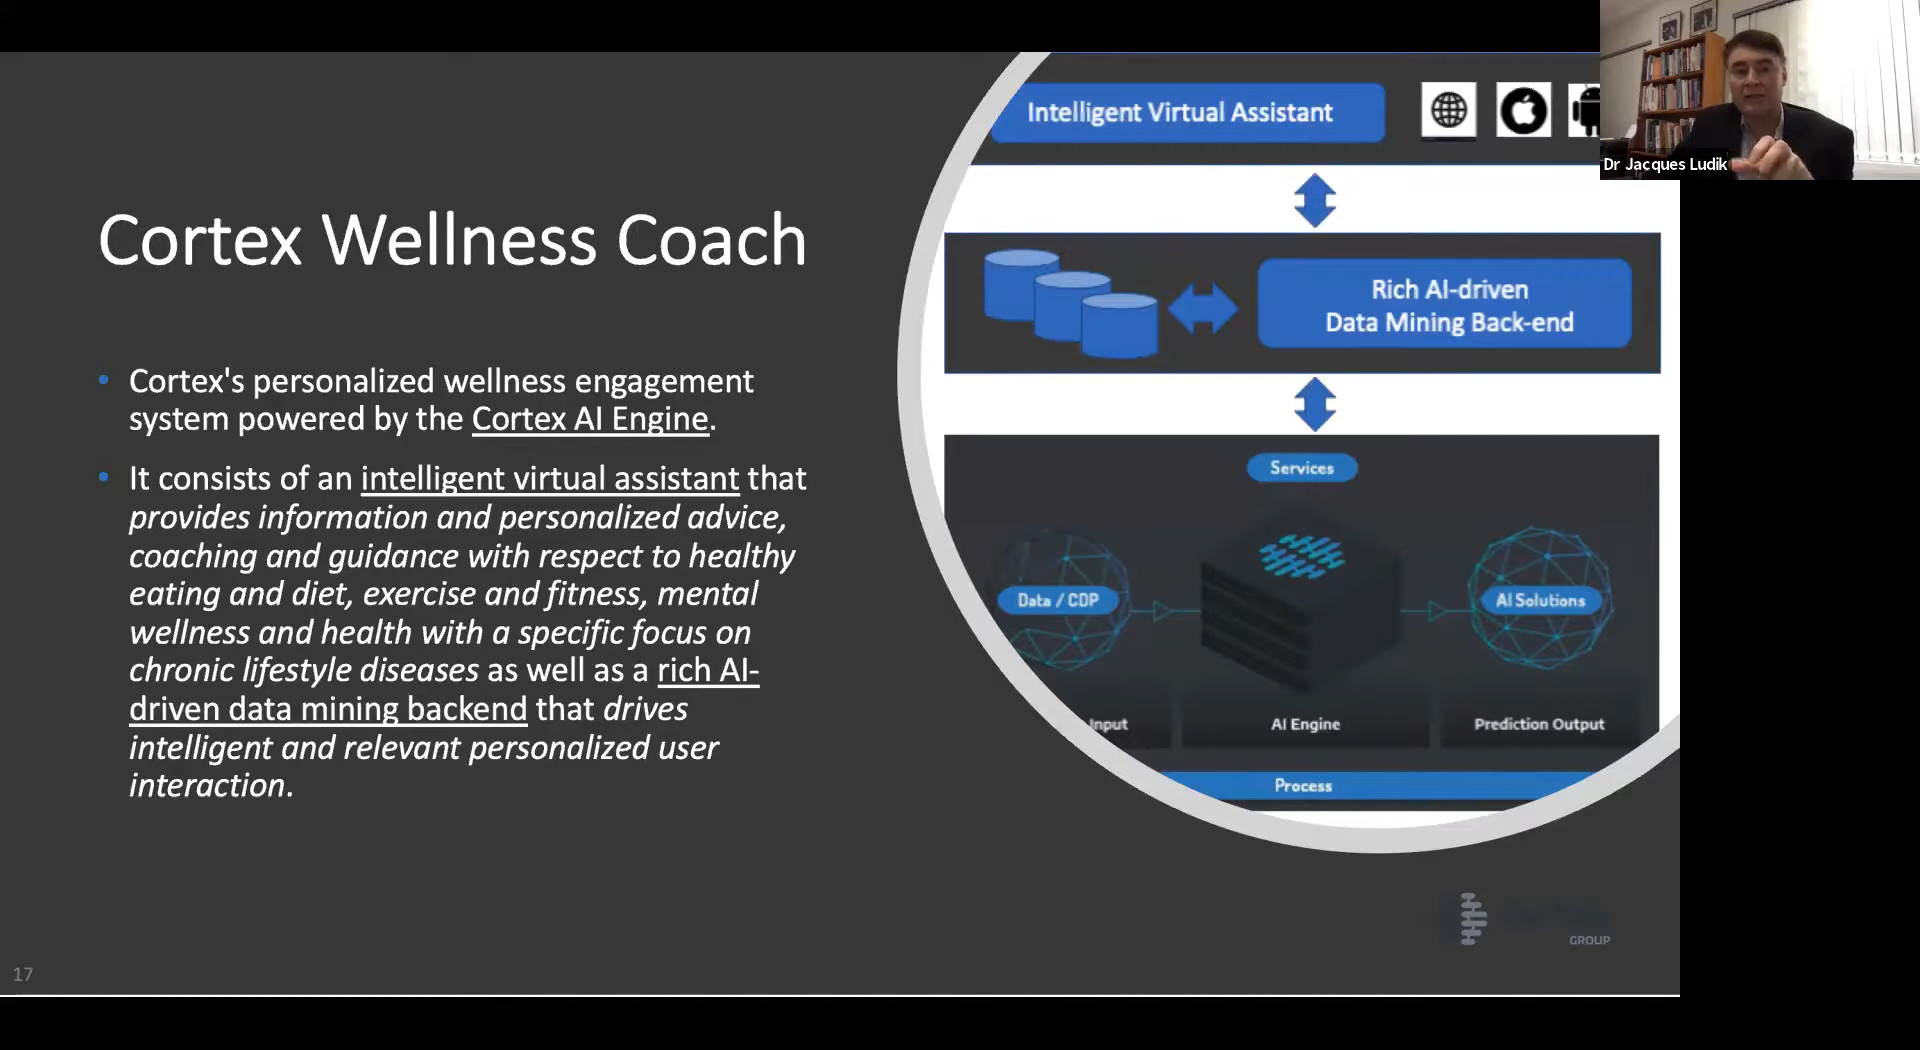 Cortex Wellness Coach
• Cortex's personalized wellness engagement
system powered by the Cortex AI Engine.
• It consists of an intelligent virtual assistant that
provides information and personalized advice,
coaching and guidance with respect to healthy
eating and diet, exercise and fitness, mental
wellness and health with a specific focus on
chronic lifestyle diseases as well as a rich AI-
driven data mining backend that drives
intelligent and relevant personalized user
interaction.
Intelligent Virtual Assistant
Rich AI-driven
Data Mining Back-end
Services
Data / CDP
AI Solutions
Input
AI Engine
Prediction Output
Process
Dr Jacques Ludik
GROUP
17